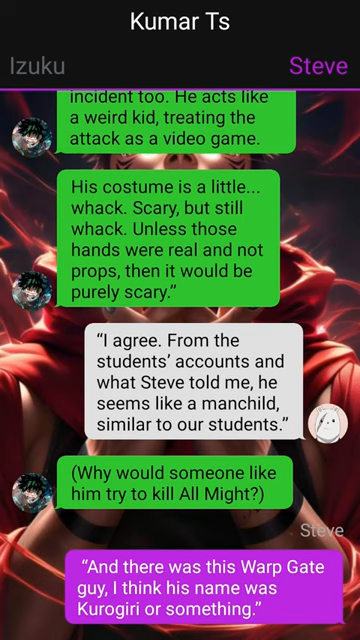 Kumar Ts
Izuku
Steve
incident too. He acts like
a weird kid, treating the
attack as a video game.
His costume is a little...
whack. Scary, but still
whack. Unless those
hands were real and not
props, then it would be
purely scary.”
“I agree. From the
students’ accounts and
what Steve told me, he
seems like a manchild,
similar to our students.”
(Why would someone like
him try to kill All Might?)
Steve
“And there was this Warp Gate
guy, I think his name was
Kurogiri or something.”